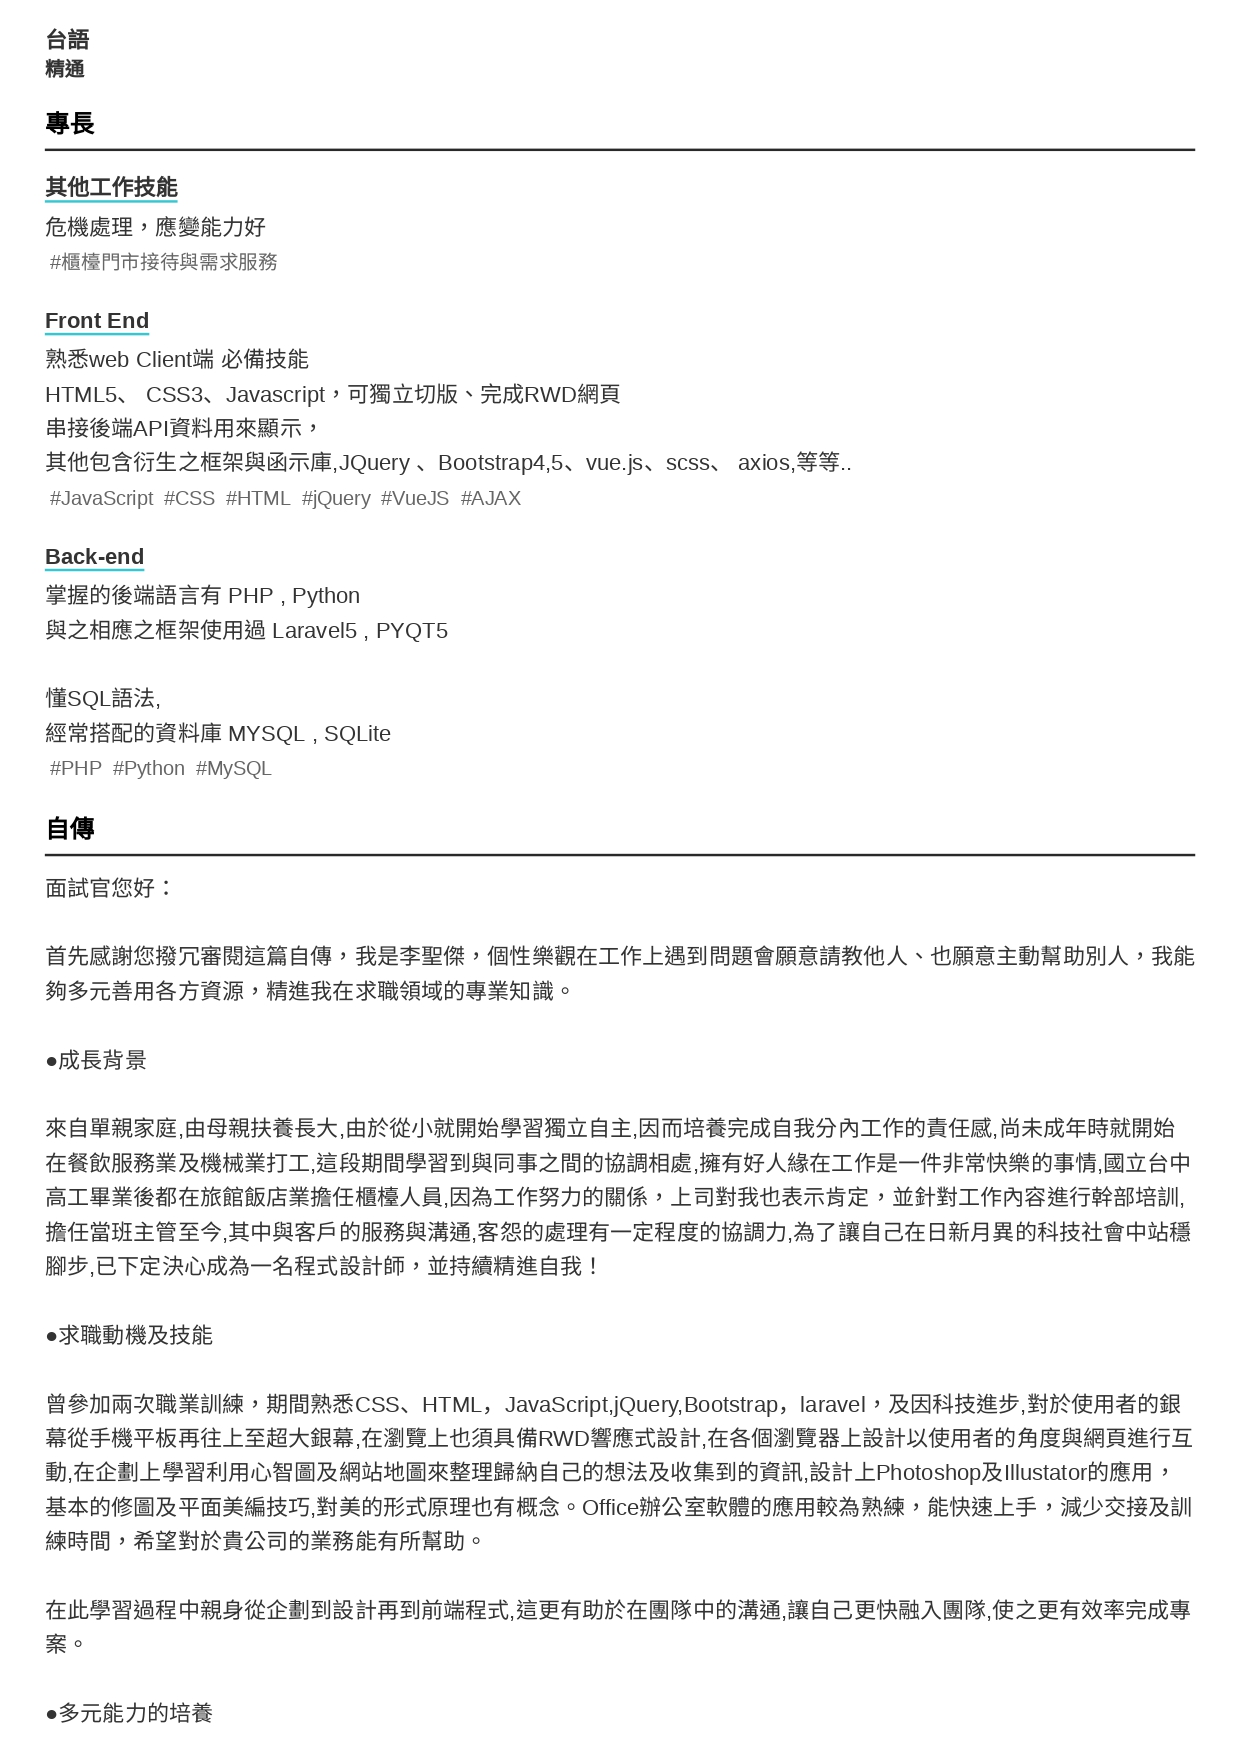 台語
精通
專長
其他工作技能
危機處理，應變能力好
#櫃檯門市接待與需求服務
Front End
熟悉web Client端 必備技能
HTML5、 CSS3、Javascript，可獨立切版、完成RWD網頁
串接後端API資料用來顯示，
其他包含衍生之框架與函示庫,JQuery 、Bootstrap4,5、vue.js、scss、 axios,等等..
#JavaScript #CSS #HTML #jQuery #VueJS #AJAX
Back-end
掌握的後端語言有 PHP , Python
與之相應之框架使用過 Laravel5 , PYQT5
懂SQL語法,
經常搭配的資料庫 MYSQL , SQLite
#PHP #Python #MySQL
自傳
面試官您好：
首先感謝您撥冗審閱這篇自傳，我是李聖傑，個性樂觀在工作上遇到問題會願意請教他人、也願意主動幫助別人，我能
夠多元善用各方資源，精進我在求職領域的專業知識。
●成長背景
來自單親家庭,由母親扶養長大,由於從小就開始學習獨立自主,因而培養完成自我分內工作的責任感,尚未成年時就開始
在餐飲服務業及機械業打工,這段期間學習到與同事之間的協調相處,擁有好人緣在工作是一件非常快樂的事情,國立台中
高工畢業後都在旅館飯店業擔任櫃檯人員,因為工作努力的關係，上司對我也表示肯定，並針對工作內容進行幹部培訓,
擔任當班主管至今,其中與客戶的服務與溝通,客怨的處理有一定程度的協調力,為了讓自己在日新月異的科技社會中站穩
腳步,已下定決心成為一名程式設計師，並持續精進自我！
●求職動機及技能
曾參加兩次職業訓練，期間熟悉CSS、HTML，JavaScript,jQuery,Bootstrap，laravel，及因科技進步,對於使用者的銀
幕從手機平板再往上至超大銀幕,在瀏覽上也須具備RWD響應式設計,在各個瀏覽器上設計以使用者的角度與網頁進行互
動,在企劃上學習利用心智圖及網站地圖來整理歸納自己的想法及收集到的資訊,設計上Photoshop及Illustator的應用，
基本的修圖及平面美編技巧,對美的形式原理也有概念。Office辦公室軟體的應用較為熟練，能快速上手，減少交接及訓
練時間，希望對於貴公司的業務能有所幫助。
在此學習過程中親身從企劃到設計再到前端程式,這更有助於在團隊中的溝通,讓自己更快融入團隊,使之更有效率完成專
案。
●多元能力的培養